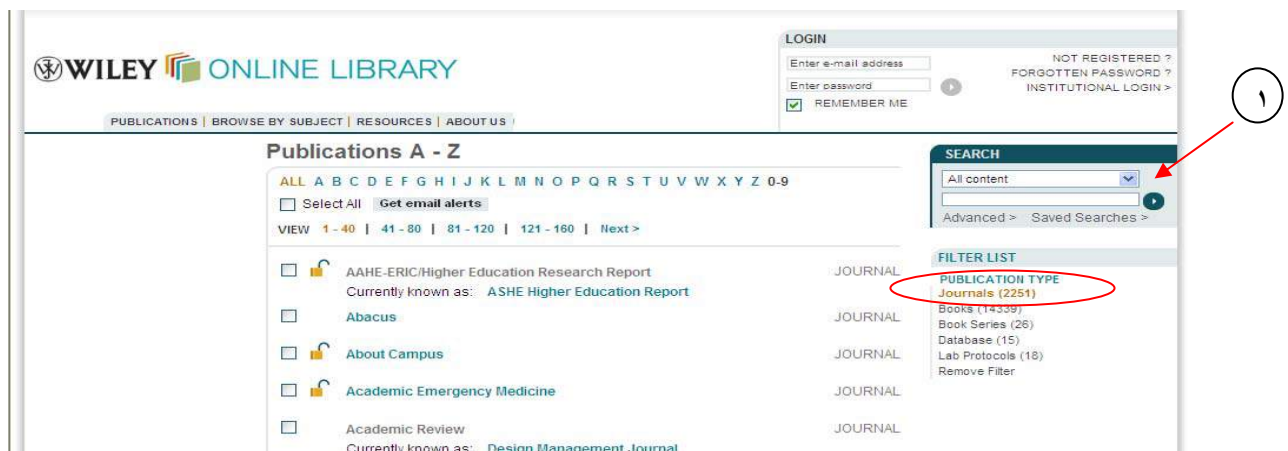 WILEY ONLINE LIBRARY
LOGIN
Enter e-mail address
Enter password
REMEMBER ME
NOT REGISTERED ?
FORGOTTEN PASSWORD ?
INSTITUTIONAL LOGIN >
١
PUBLICATIONS | BROWSE BY SUBJECT | RESOURCES | ABOUT US
Publications A - Z
ALL A B C D E F G H I J K L M N O P Q R S T U V W X Y Z 0-9
Select All Get email alerts
VIEW 1 - 40 | 41 - 80 | 81 - 120 | 121 - 160 | Next >
AAHE-ERIC/Higher Education Research Report JOURNAL
Currently known as: ASHE Higher Education Report
Abacus JOURNAL
About Campus JOURNAL
Academic Emergency Medicine JOURNAL
Academic Review JOURNAL
Currently known as: Design Management Journal
SEARCH
All content
Advanced > Saved Searches >
FILTER LIST
PUBLICATION TYPE
Journals (2251)
Books (14339)
Book Series (26)
Database (15)
Lab Protocols (18)
Remove Filter